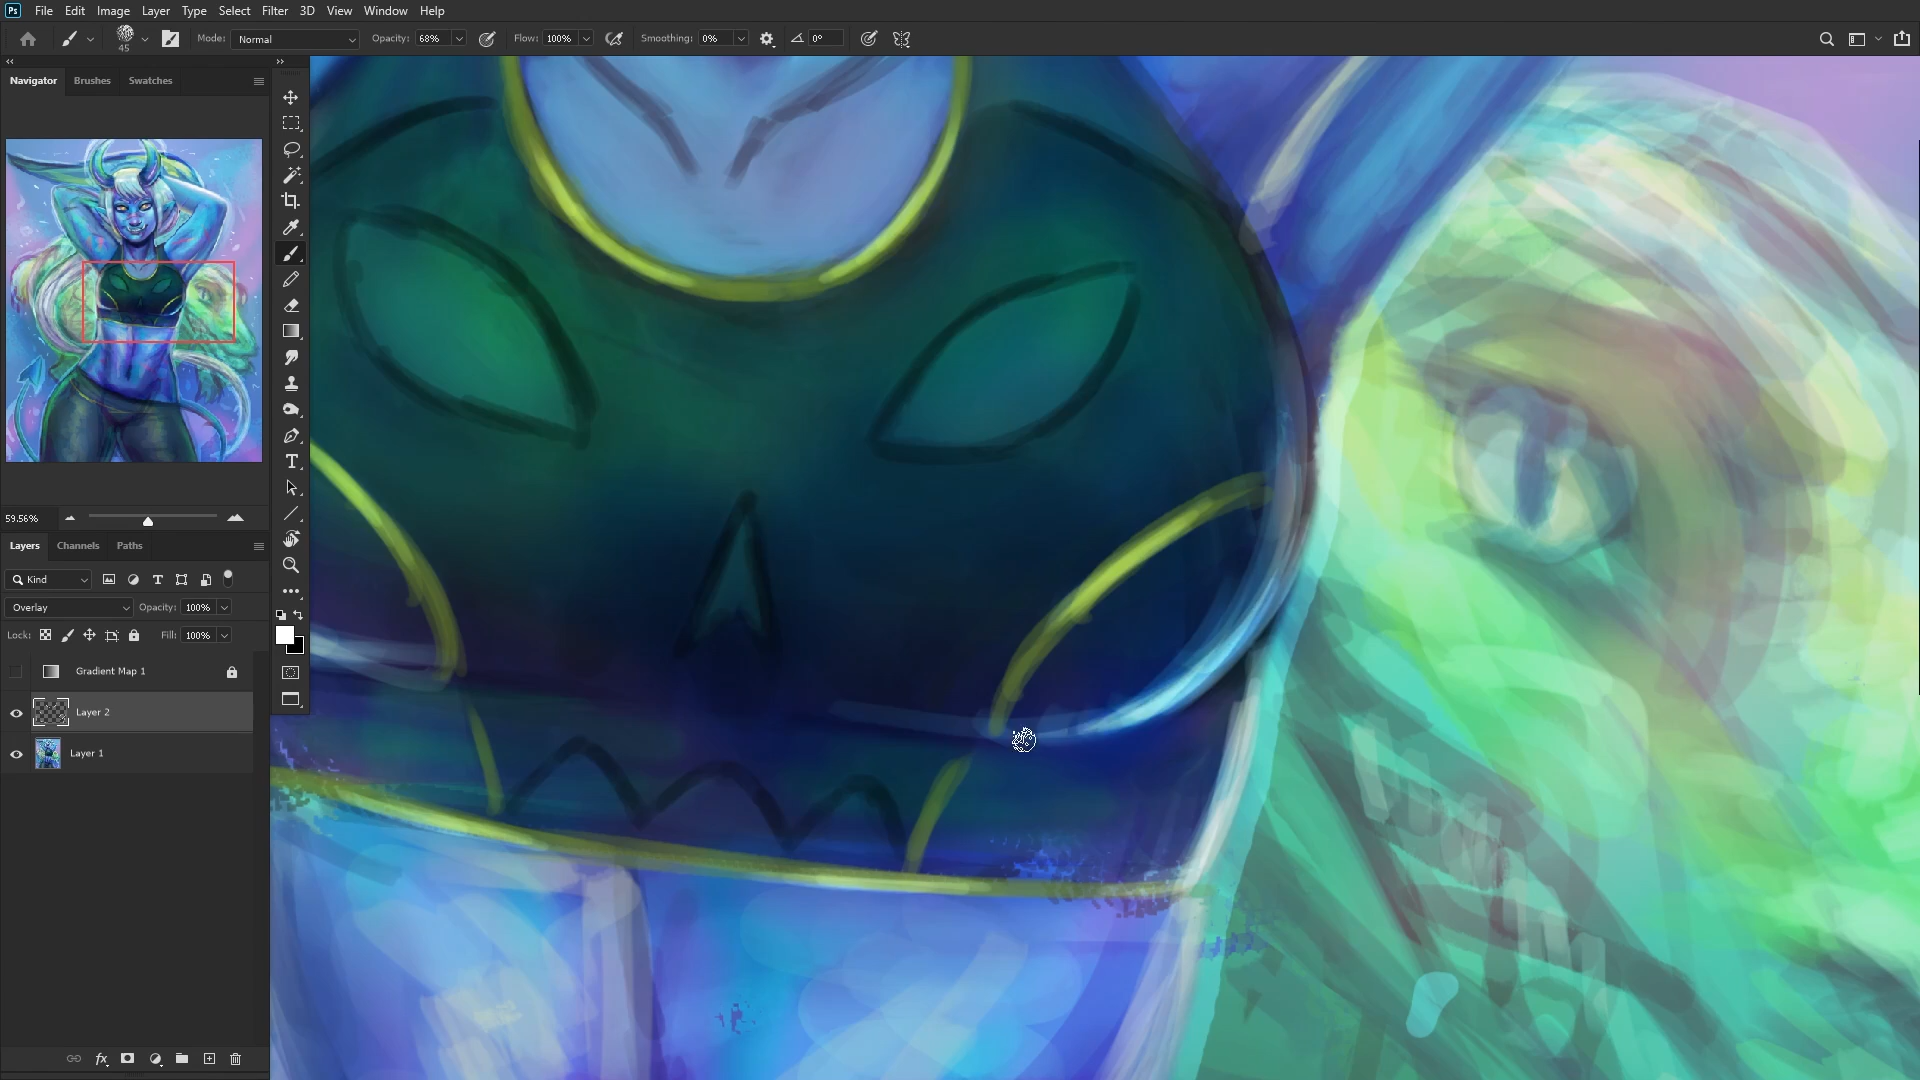 Ps File Edit Image Layer Type Select Filter 3D View Window Help
45 Mode: Normal Opacity: 68% Flow: 100% Smoothing: 0% 0°
Navigator Brushes Swatches
59.56%
Layers Channels Paths
Kind
Overlay Opacity: 100%
Lock: Fill: 100%
Gradient Map 1
Layer 2
Layer 1